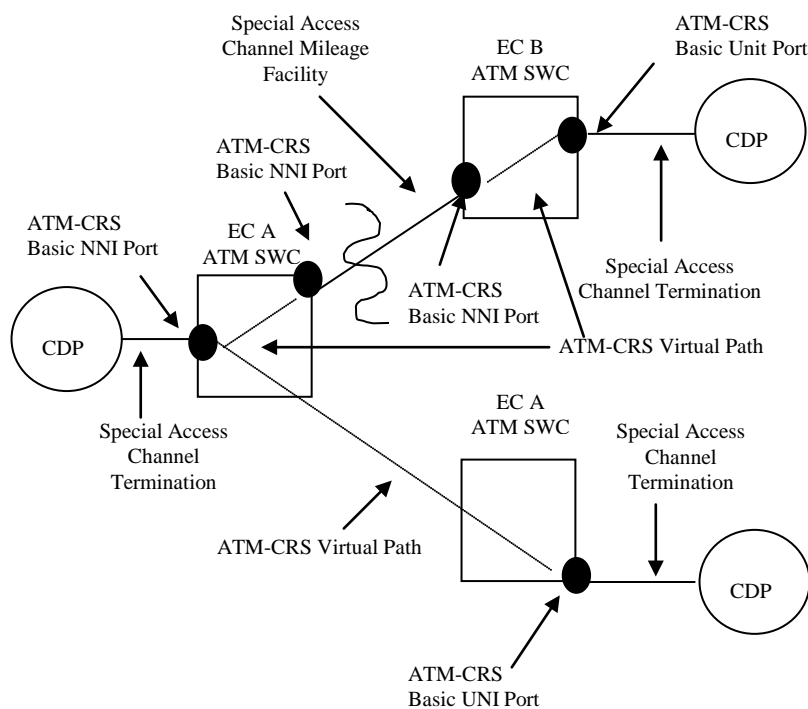 Special Access
Channel Mileage
Facility
EC B
ATM SWC
ATM-CRS
Basic Unit Port
CDP
ATM-CRS
Basic NNI Port
ATM-CRS
Basic NNI Port
EC A
ATM SWC
ATM-CRS
Basic NNI Port
Special Access
Channel Termination
CDP
ATM-CRS Virtual Path
Special Access
Channel
Termination
EC A
ATM SWC
Special Access
Channel
Termination
ATM-CRS Virtual Path
CDP
ATM-CRS
Basic UNI Port